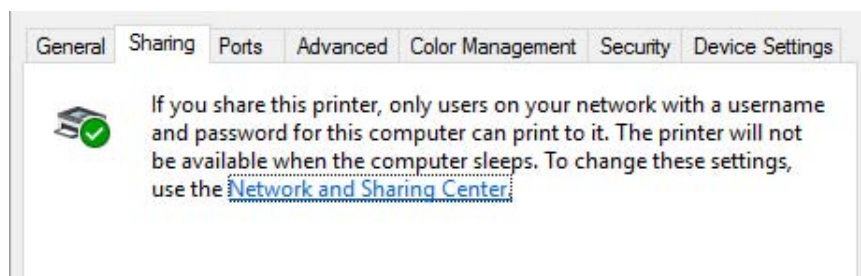 General Sharing Ports Advanced Color Management Security Device Settings
If you share this printer, only users on your network with a username
and password for this computer can print to it. The printer will not
be available when the computer sleeps. To change these settings,
use the Network and Sharing Center.